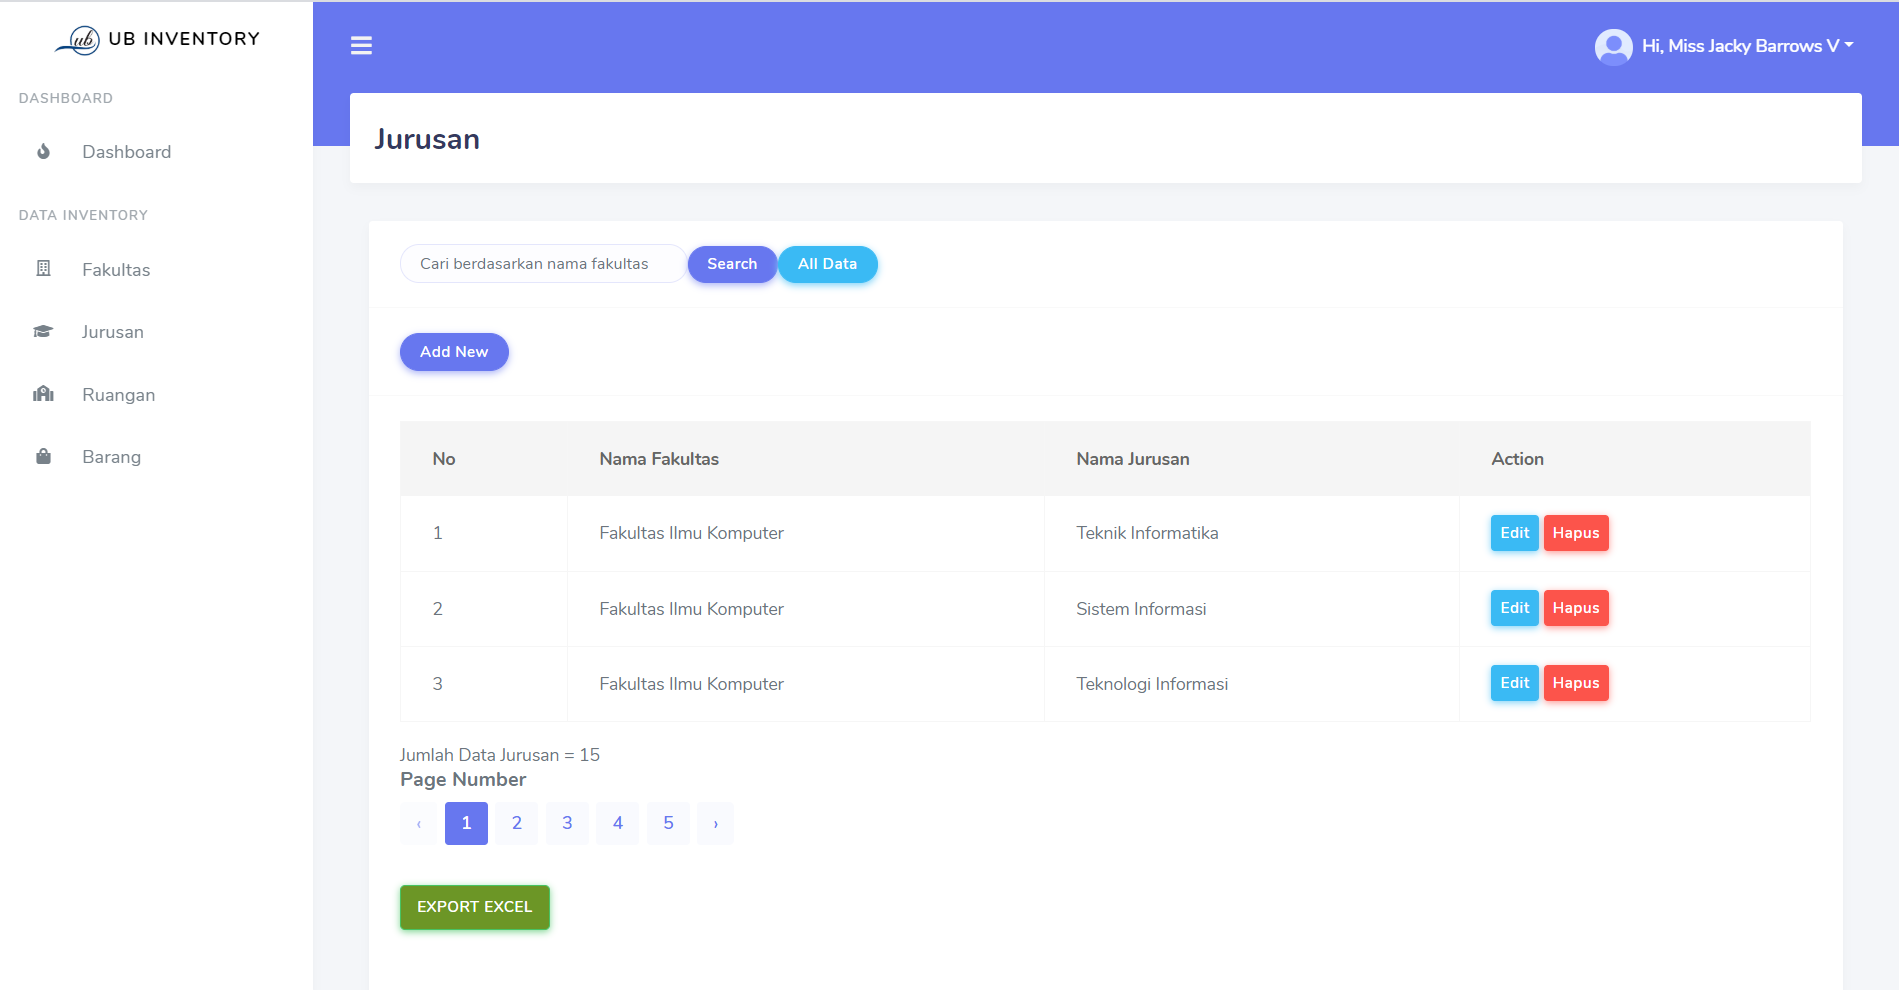 ub UB INVENTORY
Hi, Miss Jacky Barrows V
DASHBOARD
Dashboard
DATA INVENTORY
Fakultas
Jurusan
Ruangan
Barang
Jurusan
Cari berdasarkan nama fakultas Search All Data
Add New
No Nama Fakultas Nama Jurusan Action
1 Fakultas Ilmu Komputer Teknik Informatika Edit Hapus
2 Fakultas Ilmu Komputer Sistem Informasi Edit Hapus
3 Fakultas Ilmu Komputer Teknologi Informasi Edit Hapus
Jumlah Data Jurusan = 15
Page Number
‹ 1 2 3 4 5 ›
EXPORT EXCEL